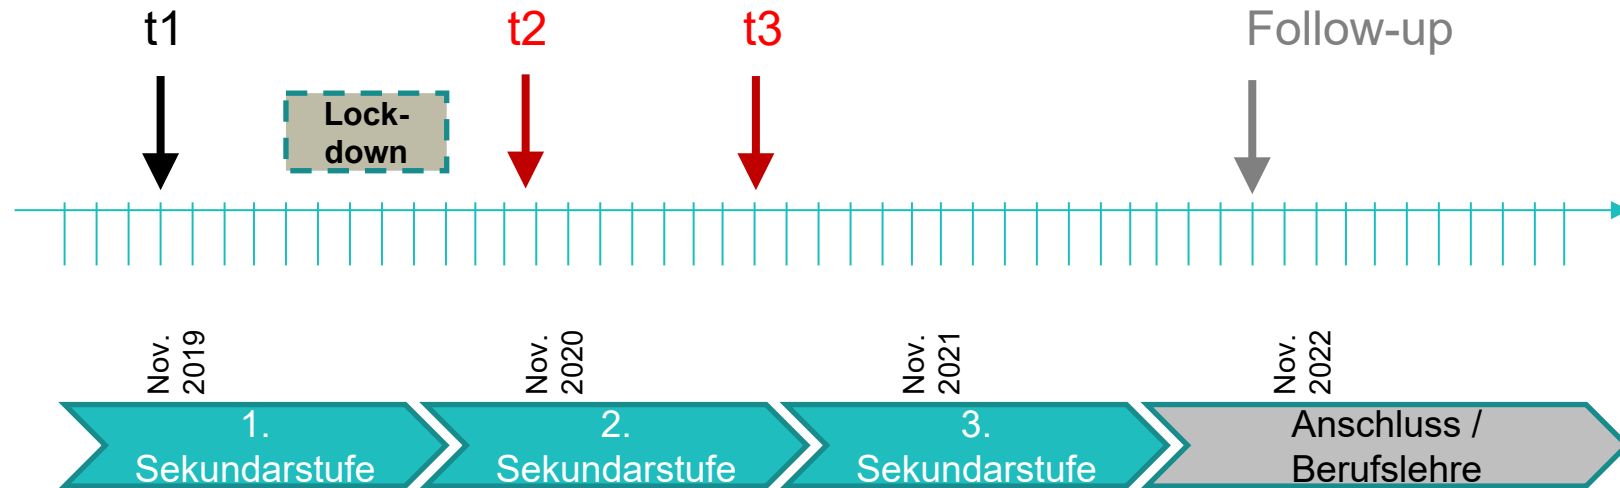 t1
t2
t3
Follow-up
Lock-
down
Nov.
2019
Nov.
2020
Nov.
2021
Nov.
2022
1.
Sekundarstufe
2.
Sekundarstufe
3.
Sekundarstufe
Anschluss /
Berufslehre